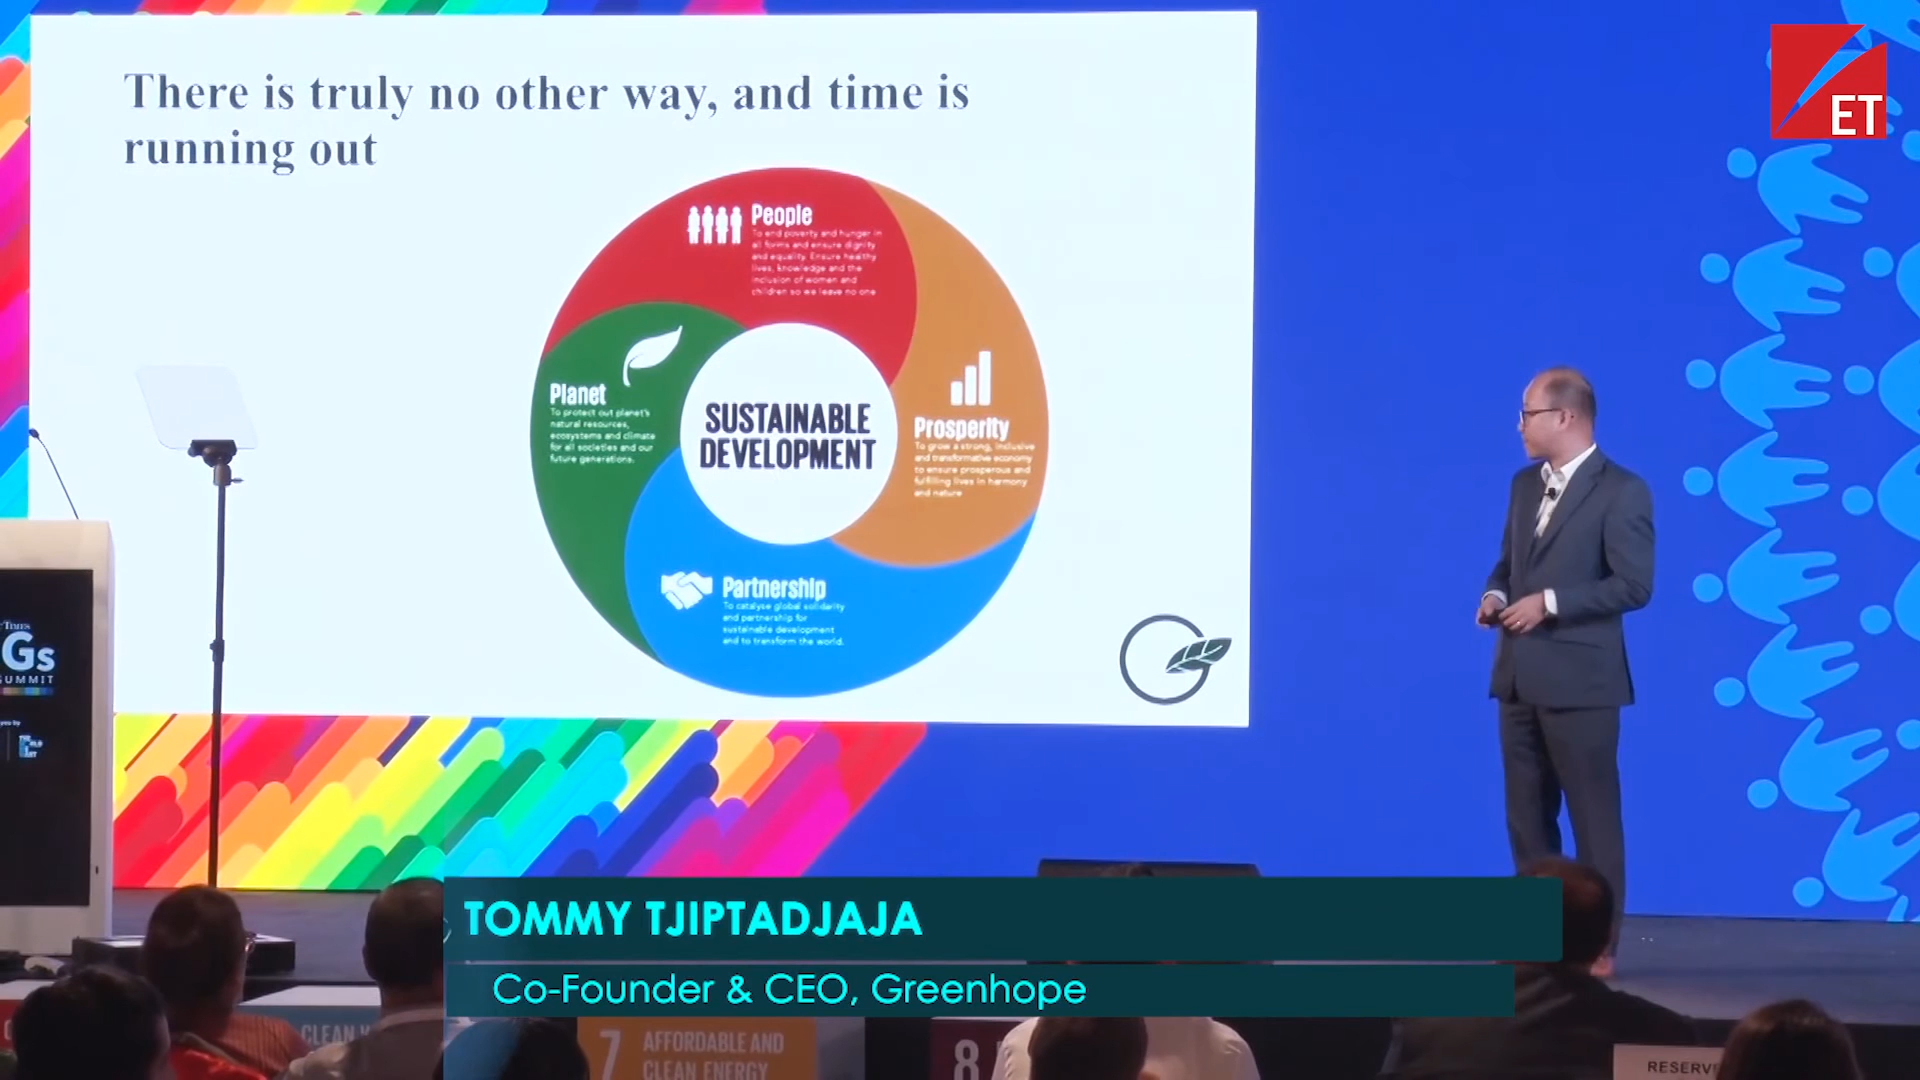 There is truly no other way, and time is
running out
ET
People
To end poverty and hunger in
all forms and ensure dignity
and equality. Ensure healthy
lives, knowledge and the
inclusion of women and
children so we leave no one
Planet
To protect out planet's
natural resources,
ecosystems and climate
for all societies and our
future generations.
SUSTAINABLE
DEVELOPMENT
Prosperity
To grow a strong, inclusive
and transformative economy
to ensure prosperous and
fulfilling lives in harmony
and nature
Partnership
To catalyse global solidarity
and partnership for
sustainable development
and to transform the world.
TIMES
Gs
SUMMIT
TOMMY TJIPTADJAJA
Co-Founder & CEO, Greenhope
CLEAN
7 AFFORDABLE AND
CLEAN ENERGY
8
RESERV